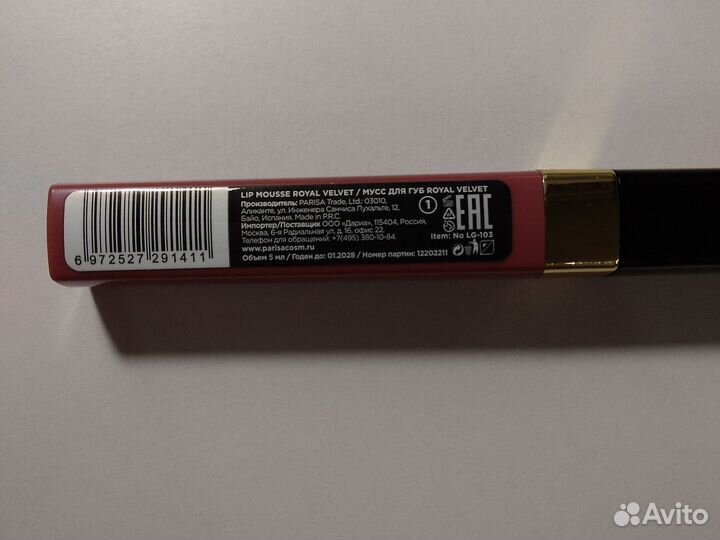 LIP MOUSSE ROYAL VELVET / МУСС ДЛЯ ГУБ ROYAL VELVET
Производитель: PARISA Trade, Ltd.: 03010,
Аликанте, ул. Инженера Санчиса Пухальте, 12,
Байо, Испания. Made in P.R.C.
Импортер/Поставщик ООО «Дариа», 115404, Россия,
Москва, 6-я Радиальная ул, д. 16, офис 22
Телефон для обращений: +7(495) 380-10-84
www.parisacosm.ru
Объем 5 мл / Годен до: 01.2028 / Номер партии: 12202211
1
EAC
Item: No LG-103
6 972527 291411
Avito